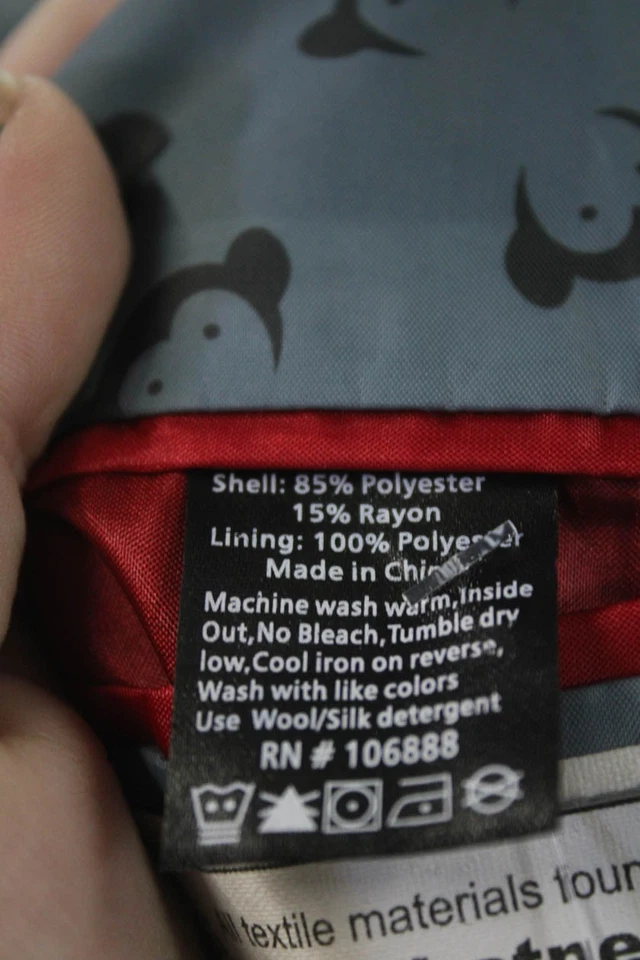 Shell: 85% Polyester
15% Rayon
Lining: 100% Polyester
Made in China
Machine wash warm,Inside
Out,No Bleach,Tumble dry
low,Cool iron on reverse,
Wash with like colors
Use Wool/Silk detergent
RN # 106888
textile materials